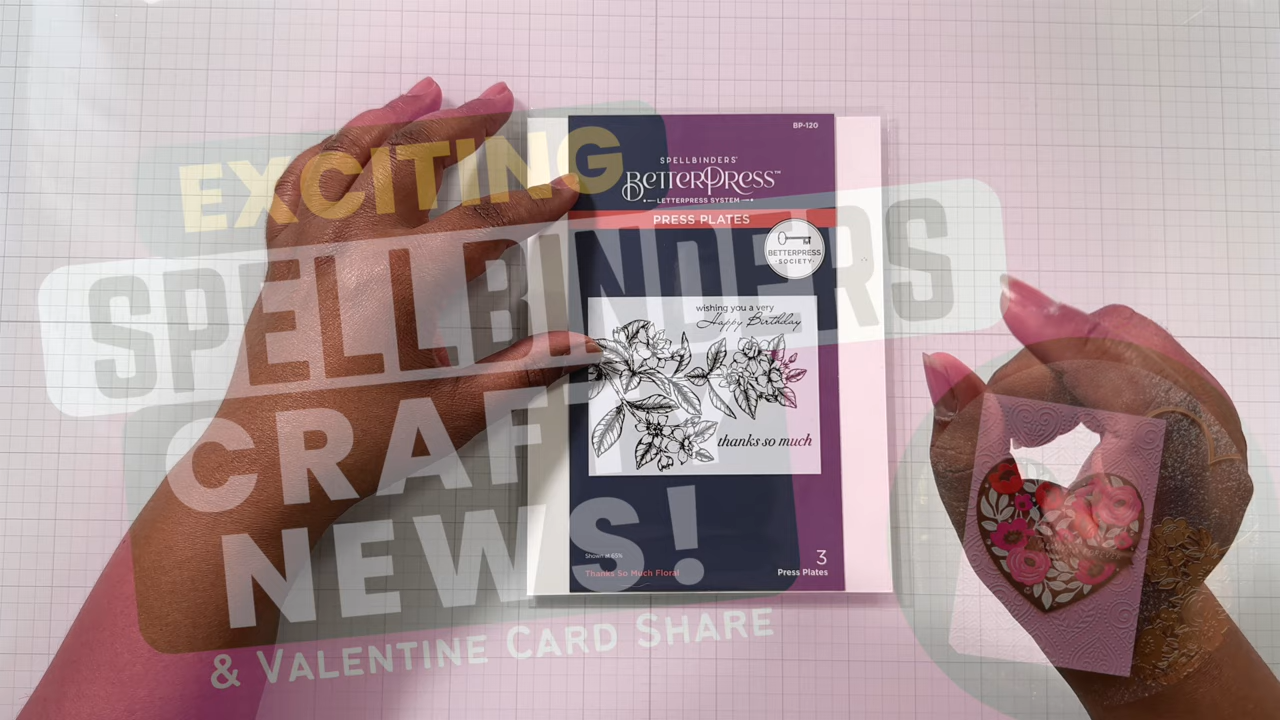 EXCITING
SPELLBINDERS
CRAFT
NEWS!
& VALENTINE CARD SHARE
BP-120
SPELLBINDERS®
BETTERPRESS™
LETTERPRESS SYSTEM
PRESS PLATES
BETTERPRESS
SOCIETY
wishing you a very
Happy Birthday
thanks so much
Shown at 65%
Thanks So Much Floral
3
Press Plates